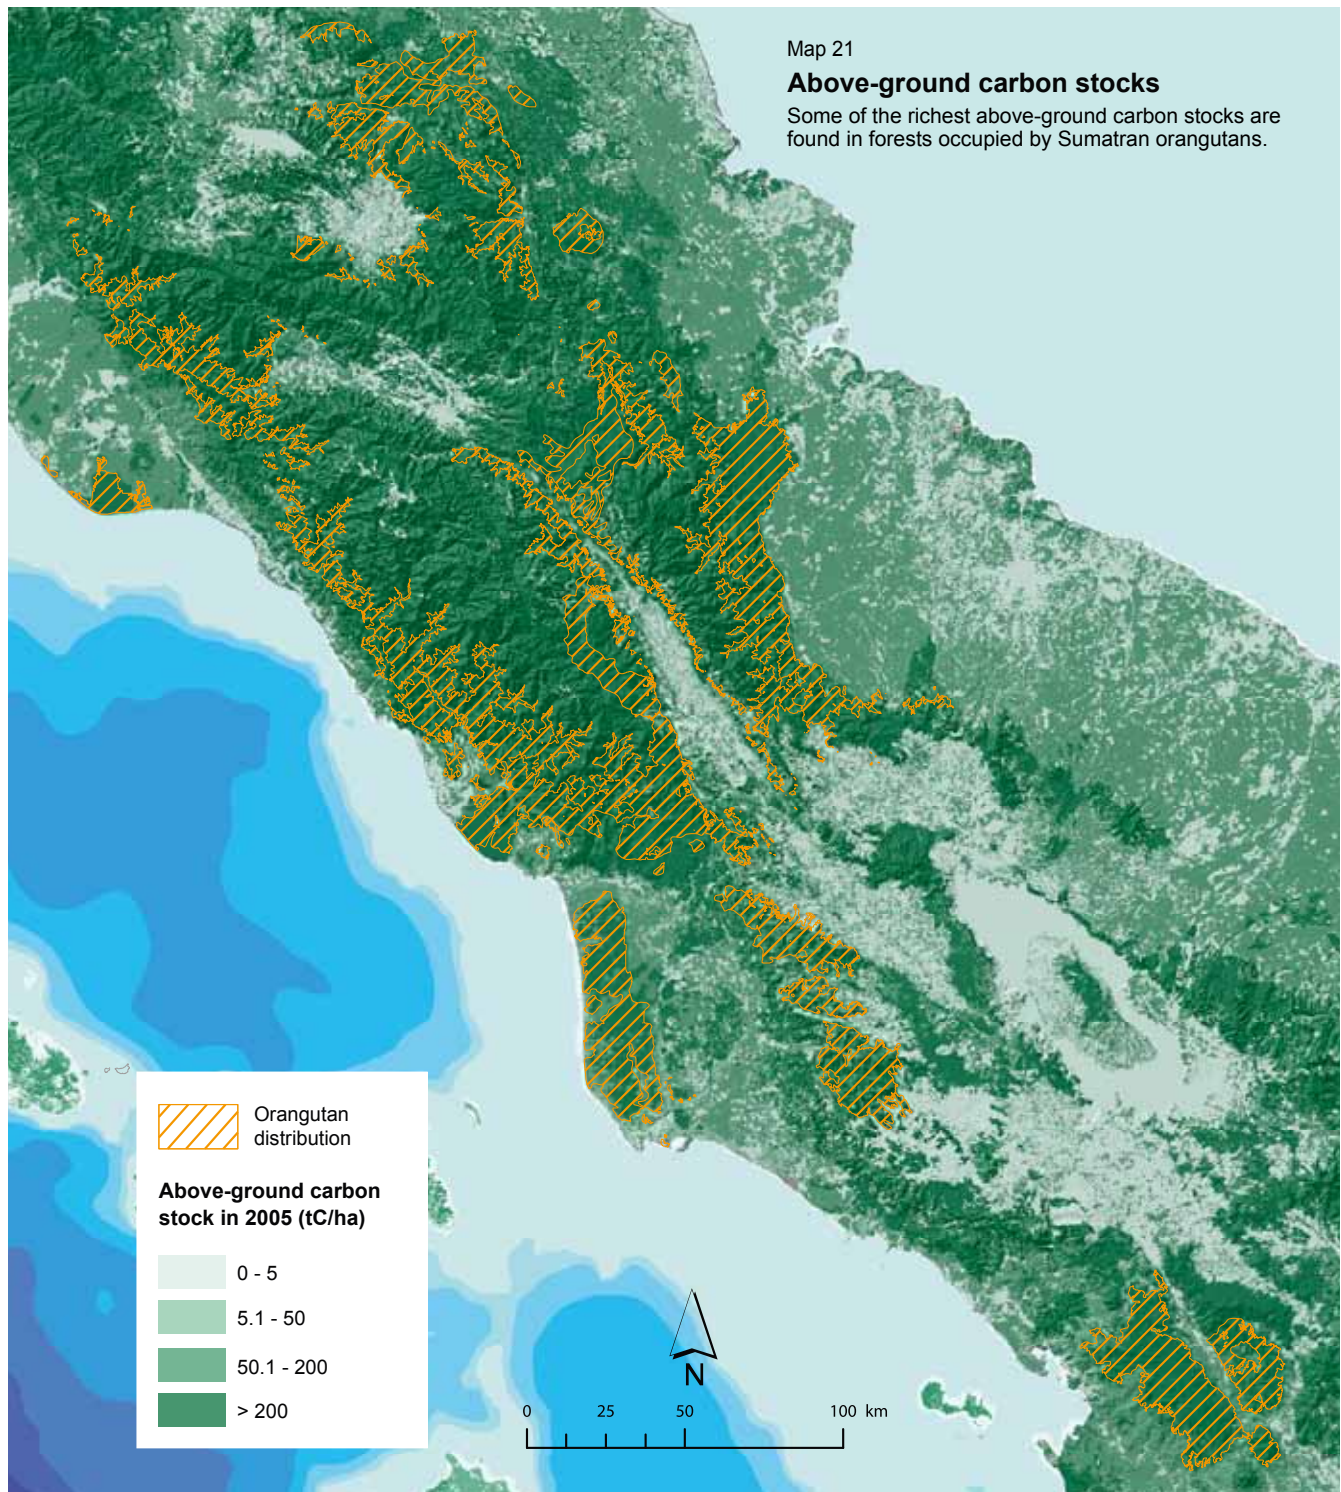 Map 21
Above-ground carbon stocks
Some of the richest above-ground carbon stocks are
found in forests occupied by Sumatran orangutans.
Orangutan
distribution
Above-ground carbon
stock in 2005 (tC/ha)
0 - 5
5.1 - 50
50.1 - 200
> 200
N
0 25 50 100 km